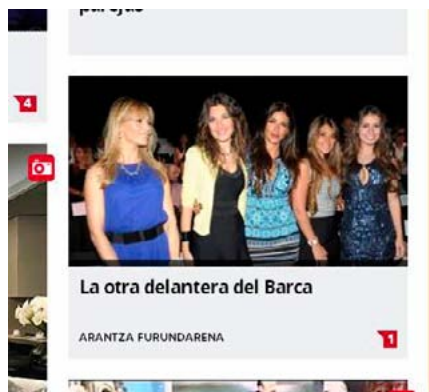 parejas
4
La otra delantera del Barca
ARANTZA FURUNDARENA
1